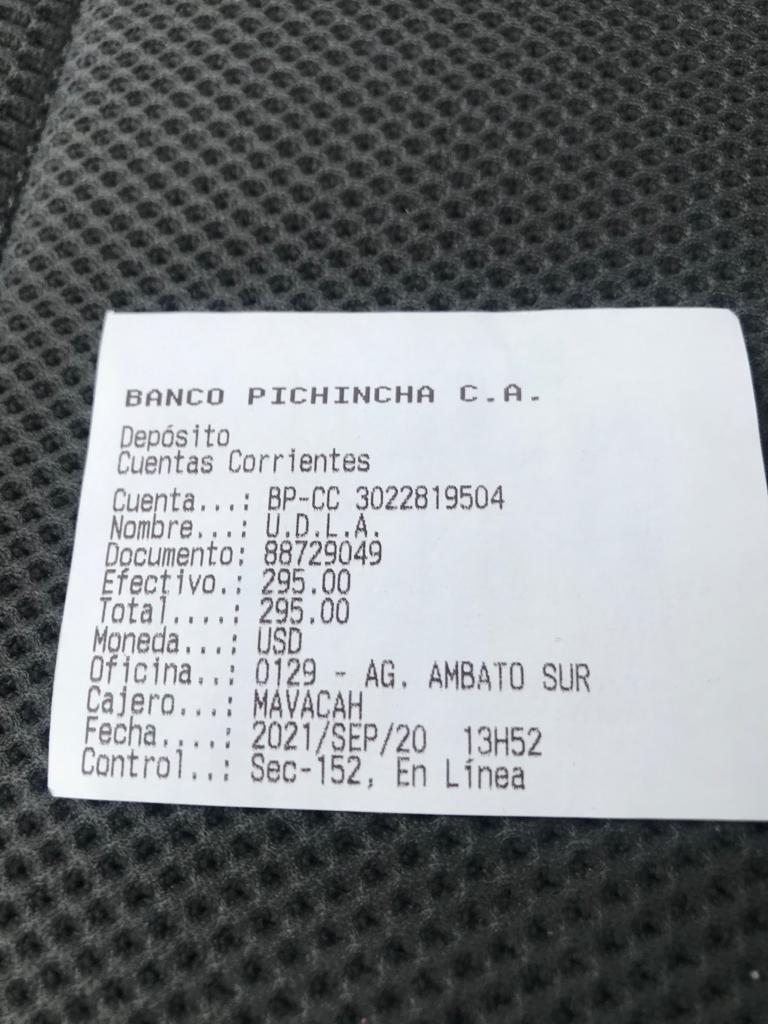 BANCO PICHINCHA C.A.
Depósito
Cuentas Corrientes
Cuenta...: BP-CC 3022819504
Nombre...: U.D.L.A.
Documento: 88729049
Efectivo.: 295.00
Total....: 295.00
Moneda...: USD
Oficina..: 0129 - AG. AMBATO SUR
Cajero...: MAVACAH
Fecha....: 2021/SEP/20 13H52
Control..: Sec-152, En Línea